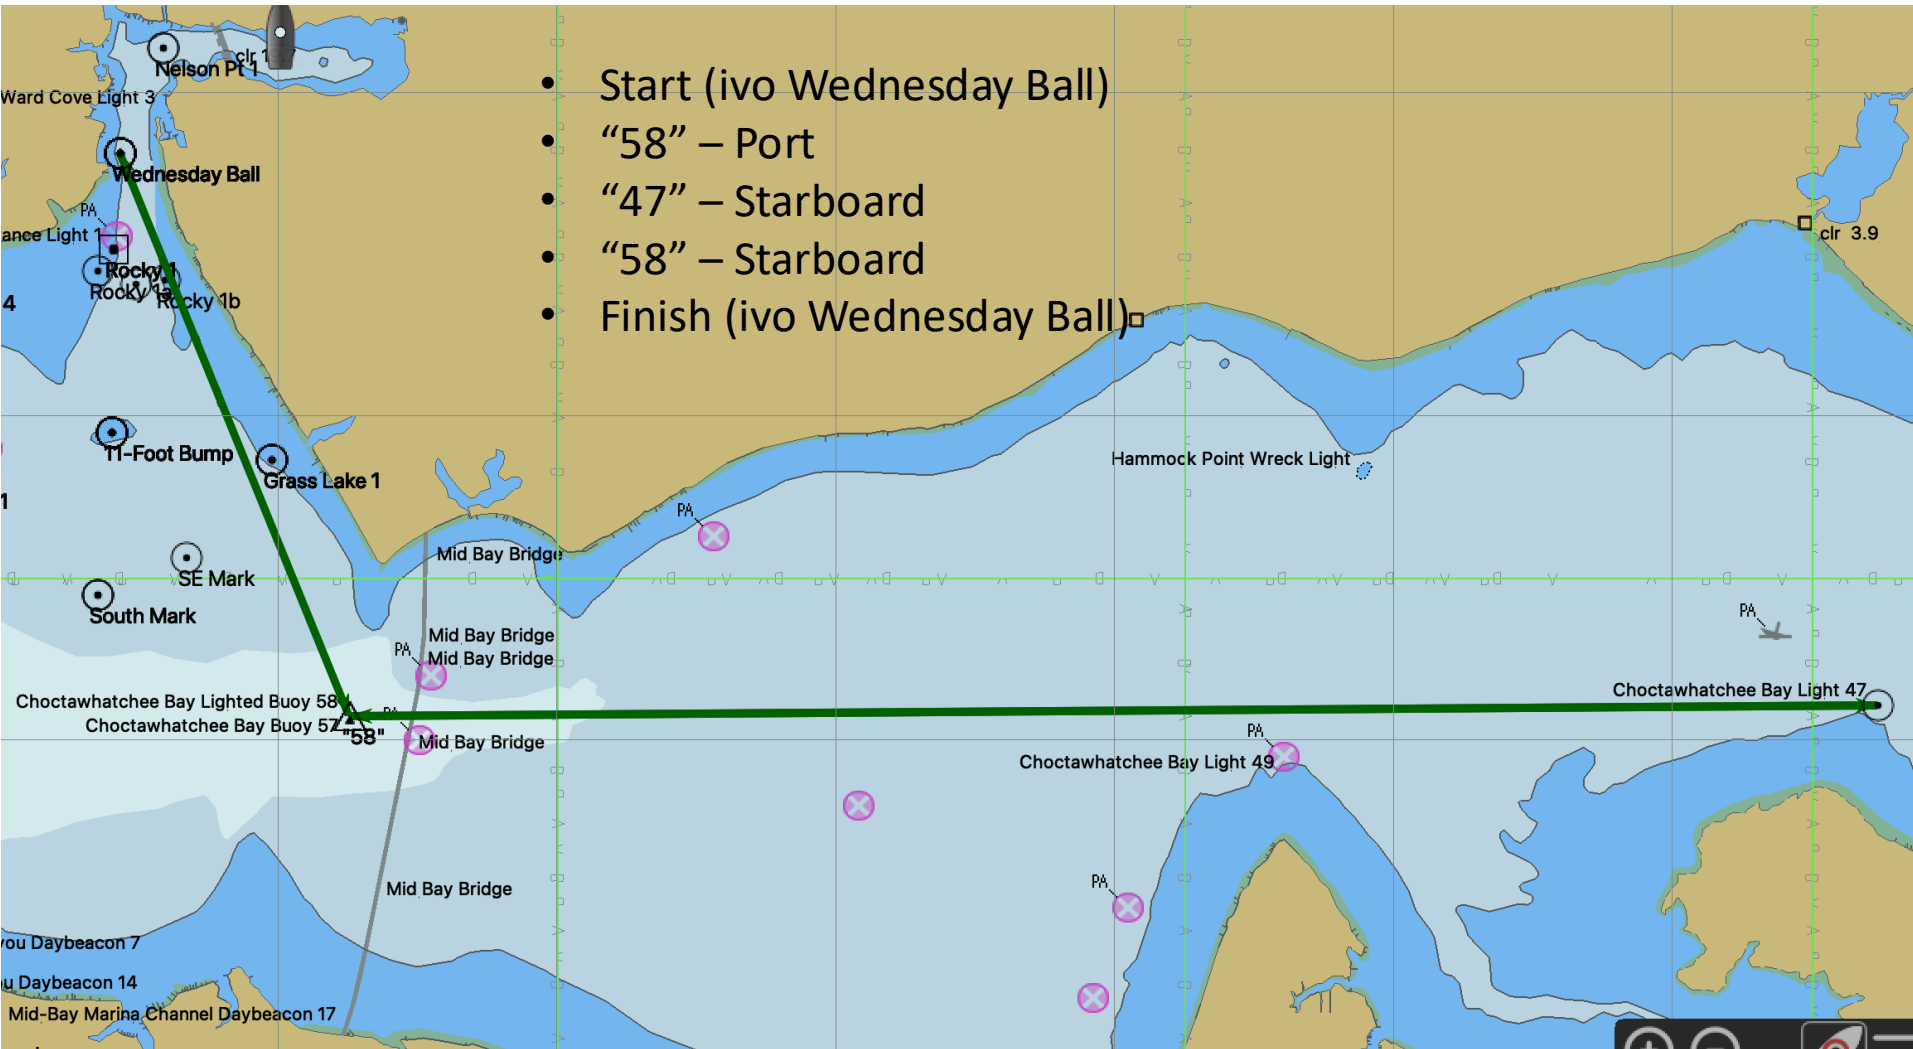 clr 1
Nelson Pt 1
Ward Cove Light 3
Wednesday Ball
• Start (ivo Wednesday Ball)
• “58” – Port
• “47” – Starboard
• “58” – Starboard
• Finish (ivo Wednesday Ball)
PA
ance Light 1
clr 3.9
Rocky 1
Rocky 1a
Rocky 1b
4
11-Foot Bump
Grass Lake 1
Hammock Point Wreck Light
1
PA
Mid Bay Bridge
SE Mark
South Mark
PA
Mid Bay Bridge
PA
Mid Bay Bridge
Choctawhatchee Bay Light 47
Choctawhatchee Bay Lighted Buoy 58
PA
Choctawhatchee Bay Buoy 57
"58"
Mid Bay Bridge
PA
Choctawhatchee Bay Light 49
PA
Mid Bay Bridge
you Daybeacon 7
u Daybeacon 14
Mid-Bay Marina Channel Daybeacon 17